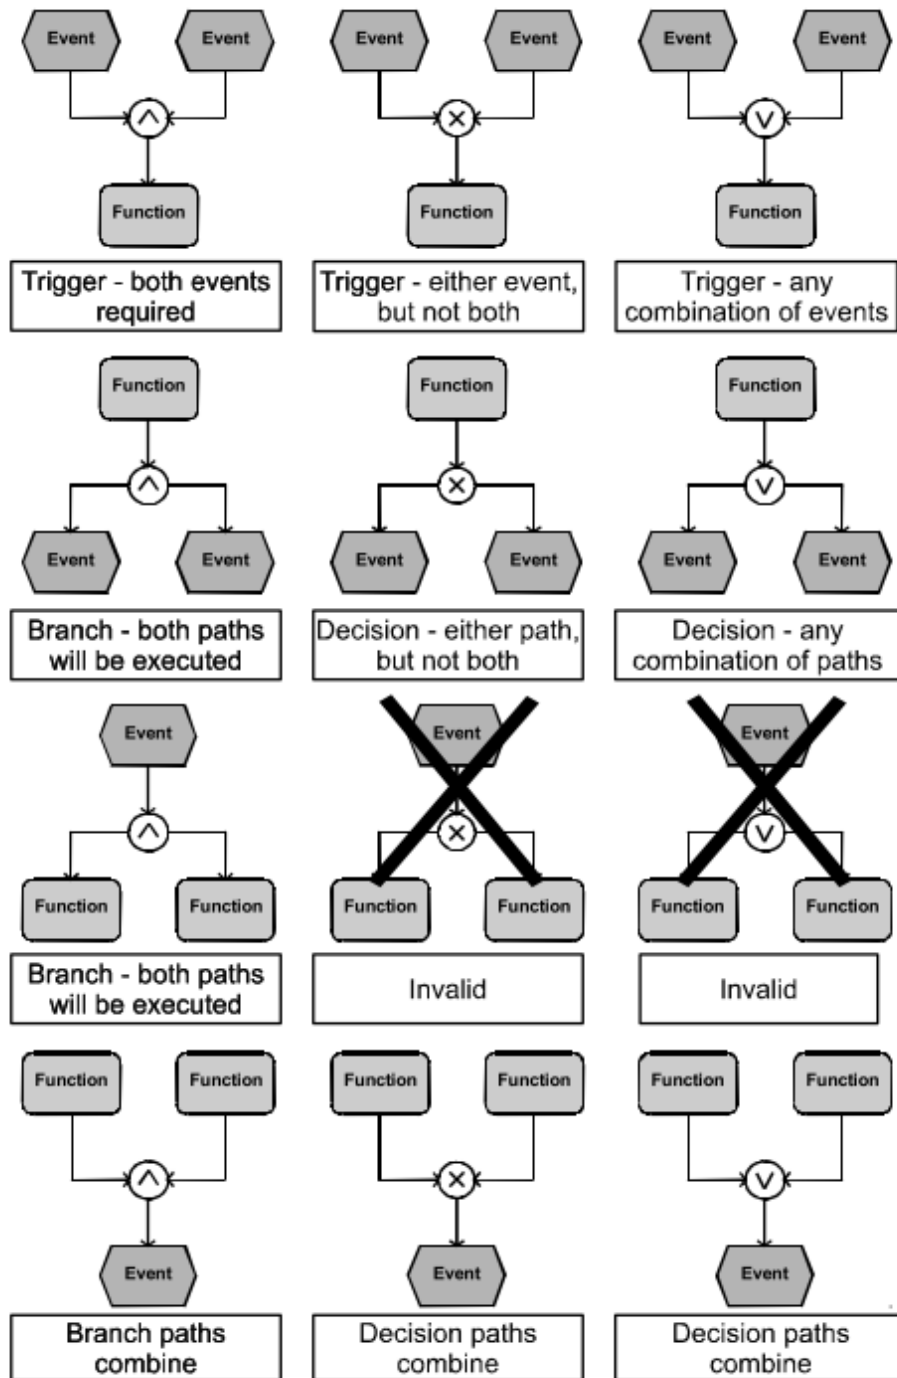 Event Event Event Event Event Event
Function Function Function
Trigger - both events
required
Trigger - either event,
but not both
Trigger - any
combination of events
Function Function Function
Event Event Event Event Event Event
Branch - both paths
will be executed
Decision - either path,
but not both
Decision - any
combination of paths
Event Event Event
Function Function Function Function Function Function
Branch - both paths
will be executed
Invalid
Invalid
Function Function Function Function Function Function
Event Event Event
Branch paths
combine
Decision paths
combine
Decision paths
combine